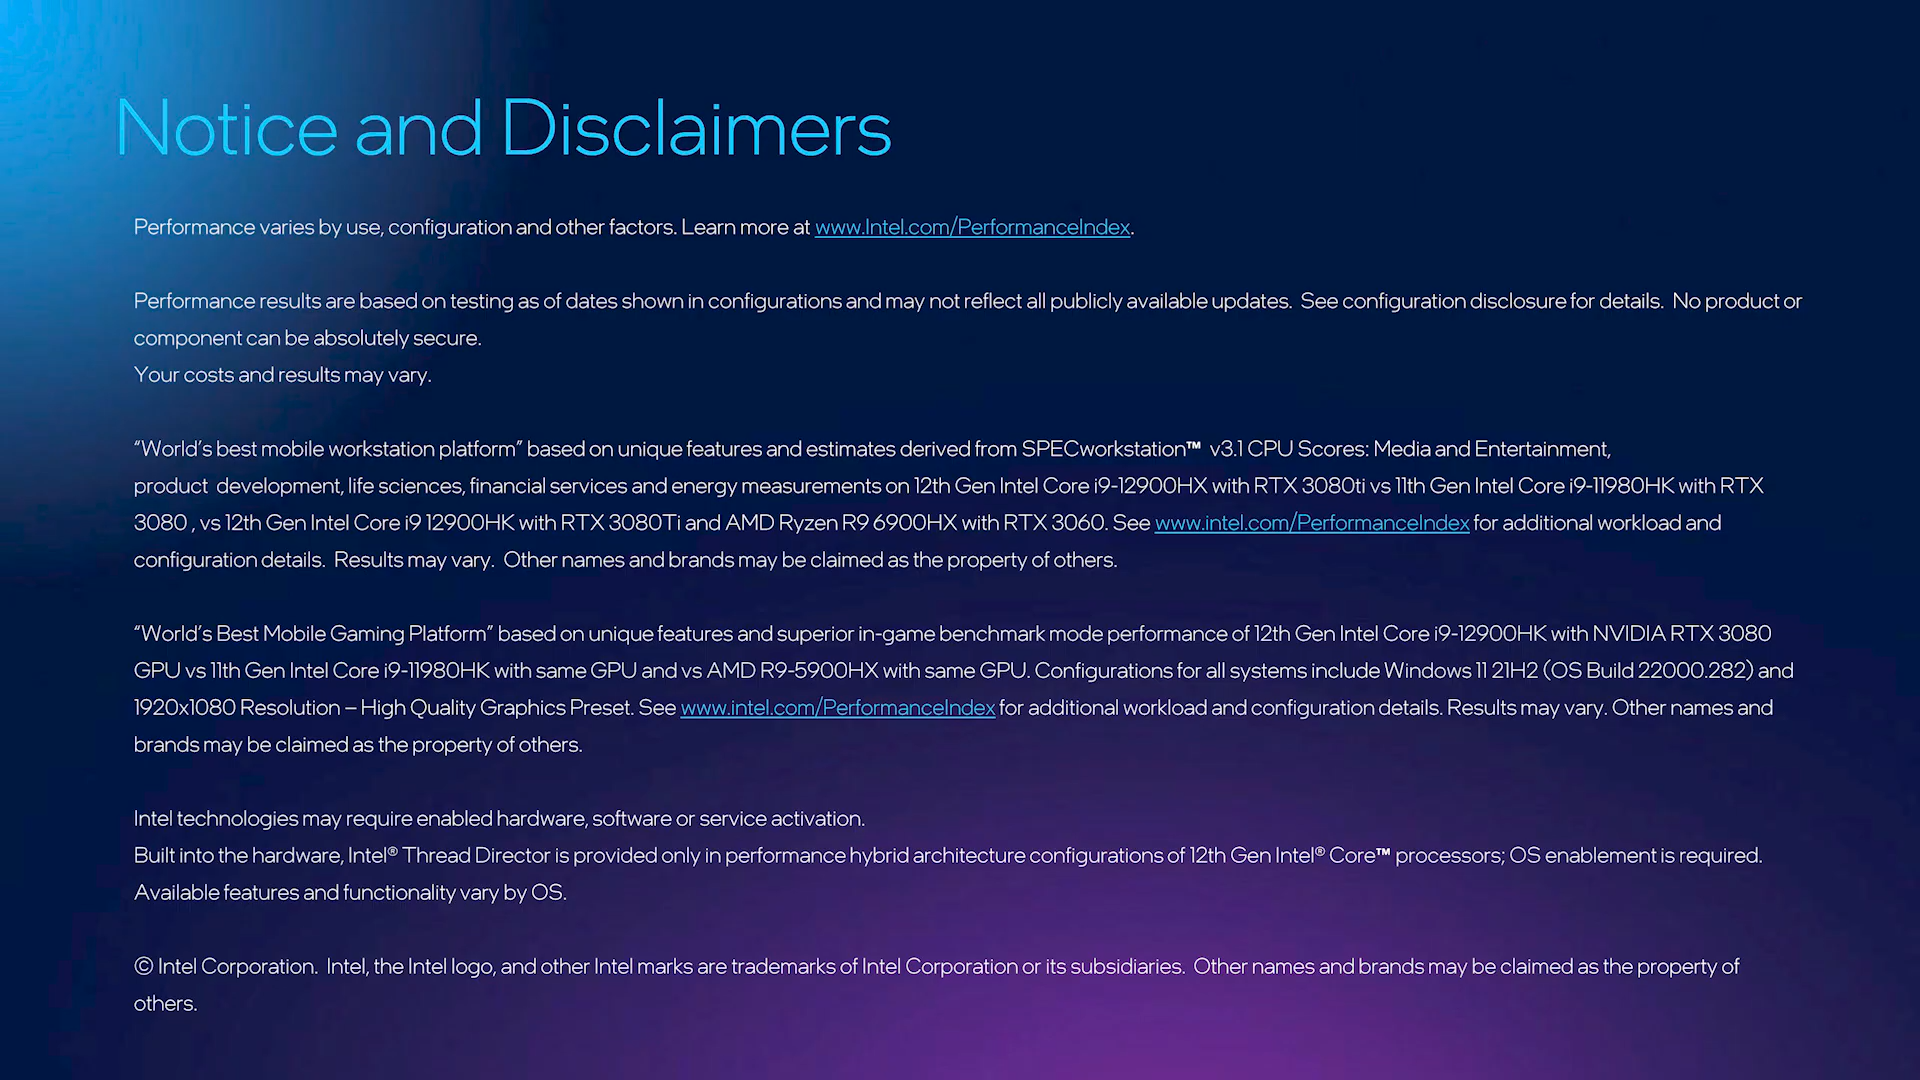 Notice and Disclaimers
Performance varies by use, configuration and other factors. Learn more at www.Intel.com/PerformanceIndex.
Performance results are based on testing as of dates shown in configurations and may not reflect all publicly available updates.  See configuration disclosure for details.  No product or
component can be absolutely secure.
Your costs and results may vary.
“World’s best mobile workstation platform” based on unique features and estimates derived from SPECworkstation™  v3.1 CPU Scores: Media and Entertainment,
product  development, life sciences, financial services and energy measurements on 12th Gen Intel Core i9-12900HX with RTX 3080ti vs 11th Gen Intel Core i9-11980HK with RTX
3080 , vs 12th Gen Intel Core i9 12900HK with RTX 3080Ti and AMD Ryzen R9 6900HX with RTX 3060. See www.intel.com/PerformanceIndex for additional workload and
configuration details.  Results may vary.  Other names and brands may be claimed as the property of others.
“World’s Best Mobile Gaming Platform” based on unique features and superior in-game benchmark mode performance of 12th Gen Intel Core i9-12900HK with NVIDIA RTX 3080
GPU vs 11th Gen Intel Core i9-11980HK with same GPU and vs AMD R9-5900HX with same GPU. Configurations for all systems include Windows 11 21H2 (OS Build 22000.282) and
1920x1080 Resolution – High Quality Graphics Preset. See www.intel.com/PerformanceIndex for additional workload and configuration details. Results may vary. Other names and
brands may be claimed as the property of others.
Intel technologies may require enabled hardware, software or service activation.
Built into the hardware, Intel® Thread Director is provided only in performance hybrid architecture configurations of 12th Gen Intel® Core™ processors; OS enablement is required.
Available features and functionality vary by OS.
© Intel Corporation.  Intel, the Intel logo, and other Intel marks are trademarks of Intel Corporation or its subsidiaries.  Other names and brands may be claimed as the property of
others.